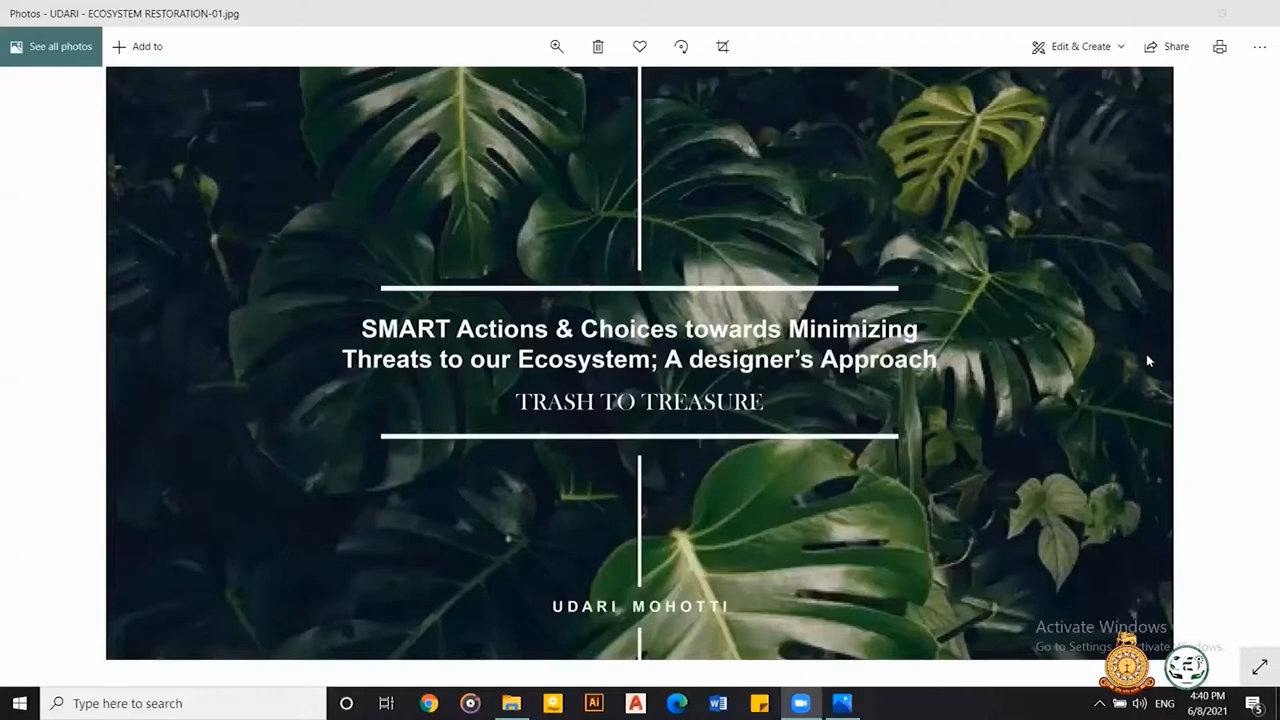 Photos - UDARI - ECOSYSTEM RESTORATION-01.jpg
See all photos
Add to
Edit & Create
Share
SMART Actions & Choices towards Minimizing
Threats to our Ecosystem; A designer’s Approach
TRASH TO TREASURE
UDARI MOHOTTI
Activate Windows
Go to Settings to activate Windows.
Type here to search
Ai
ENG
4:40 PM
6/8/2021
5